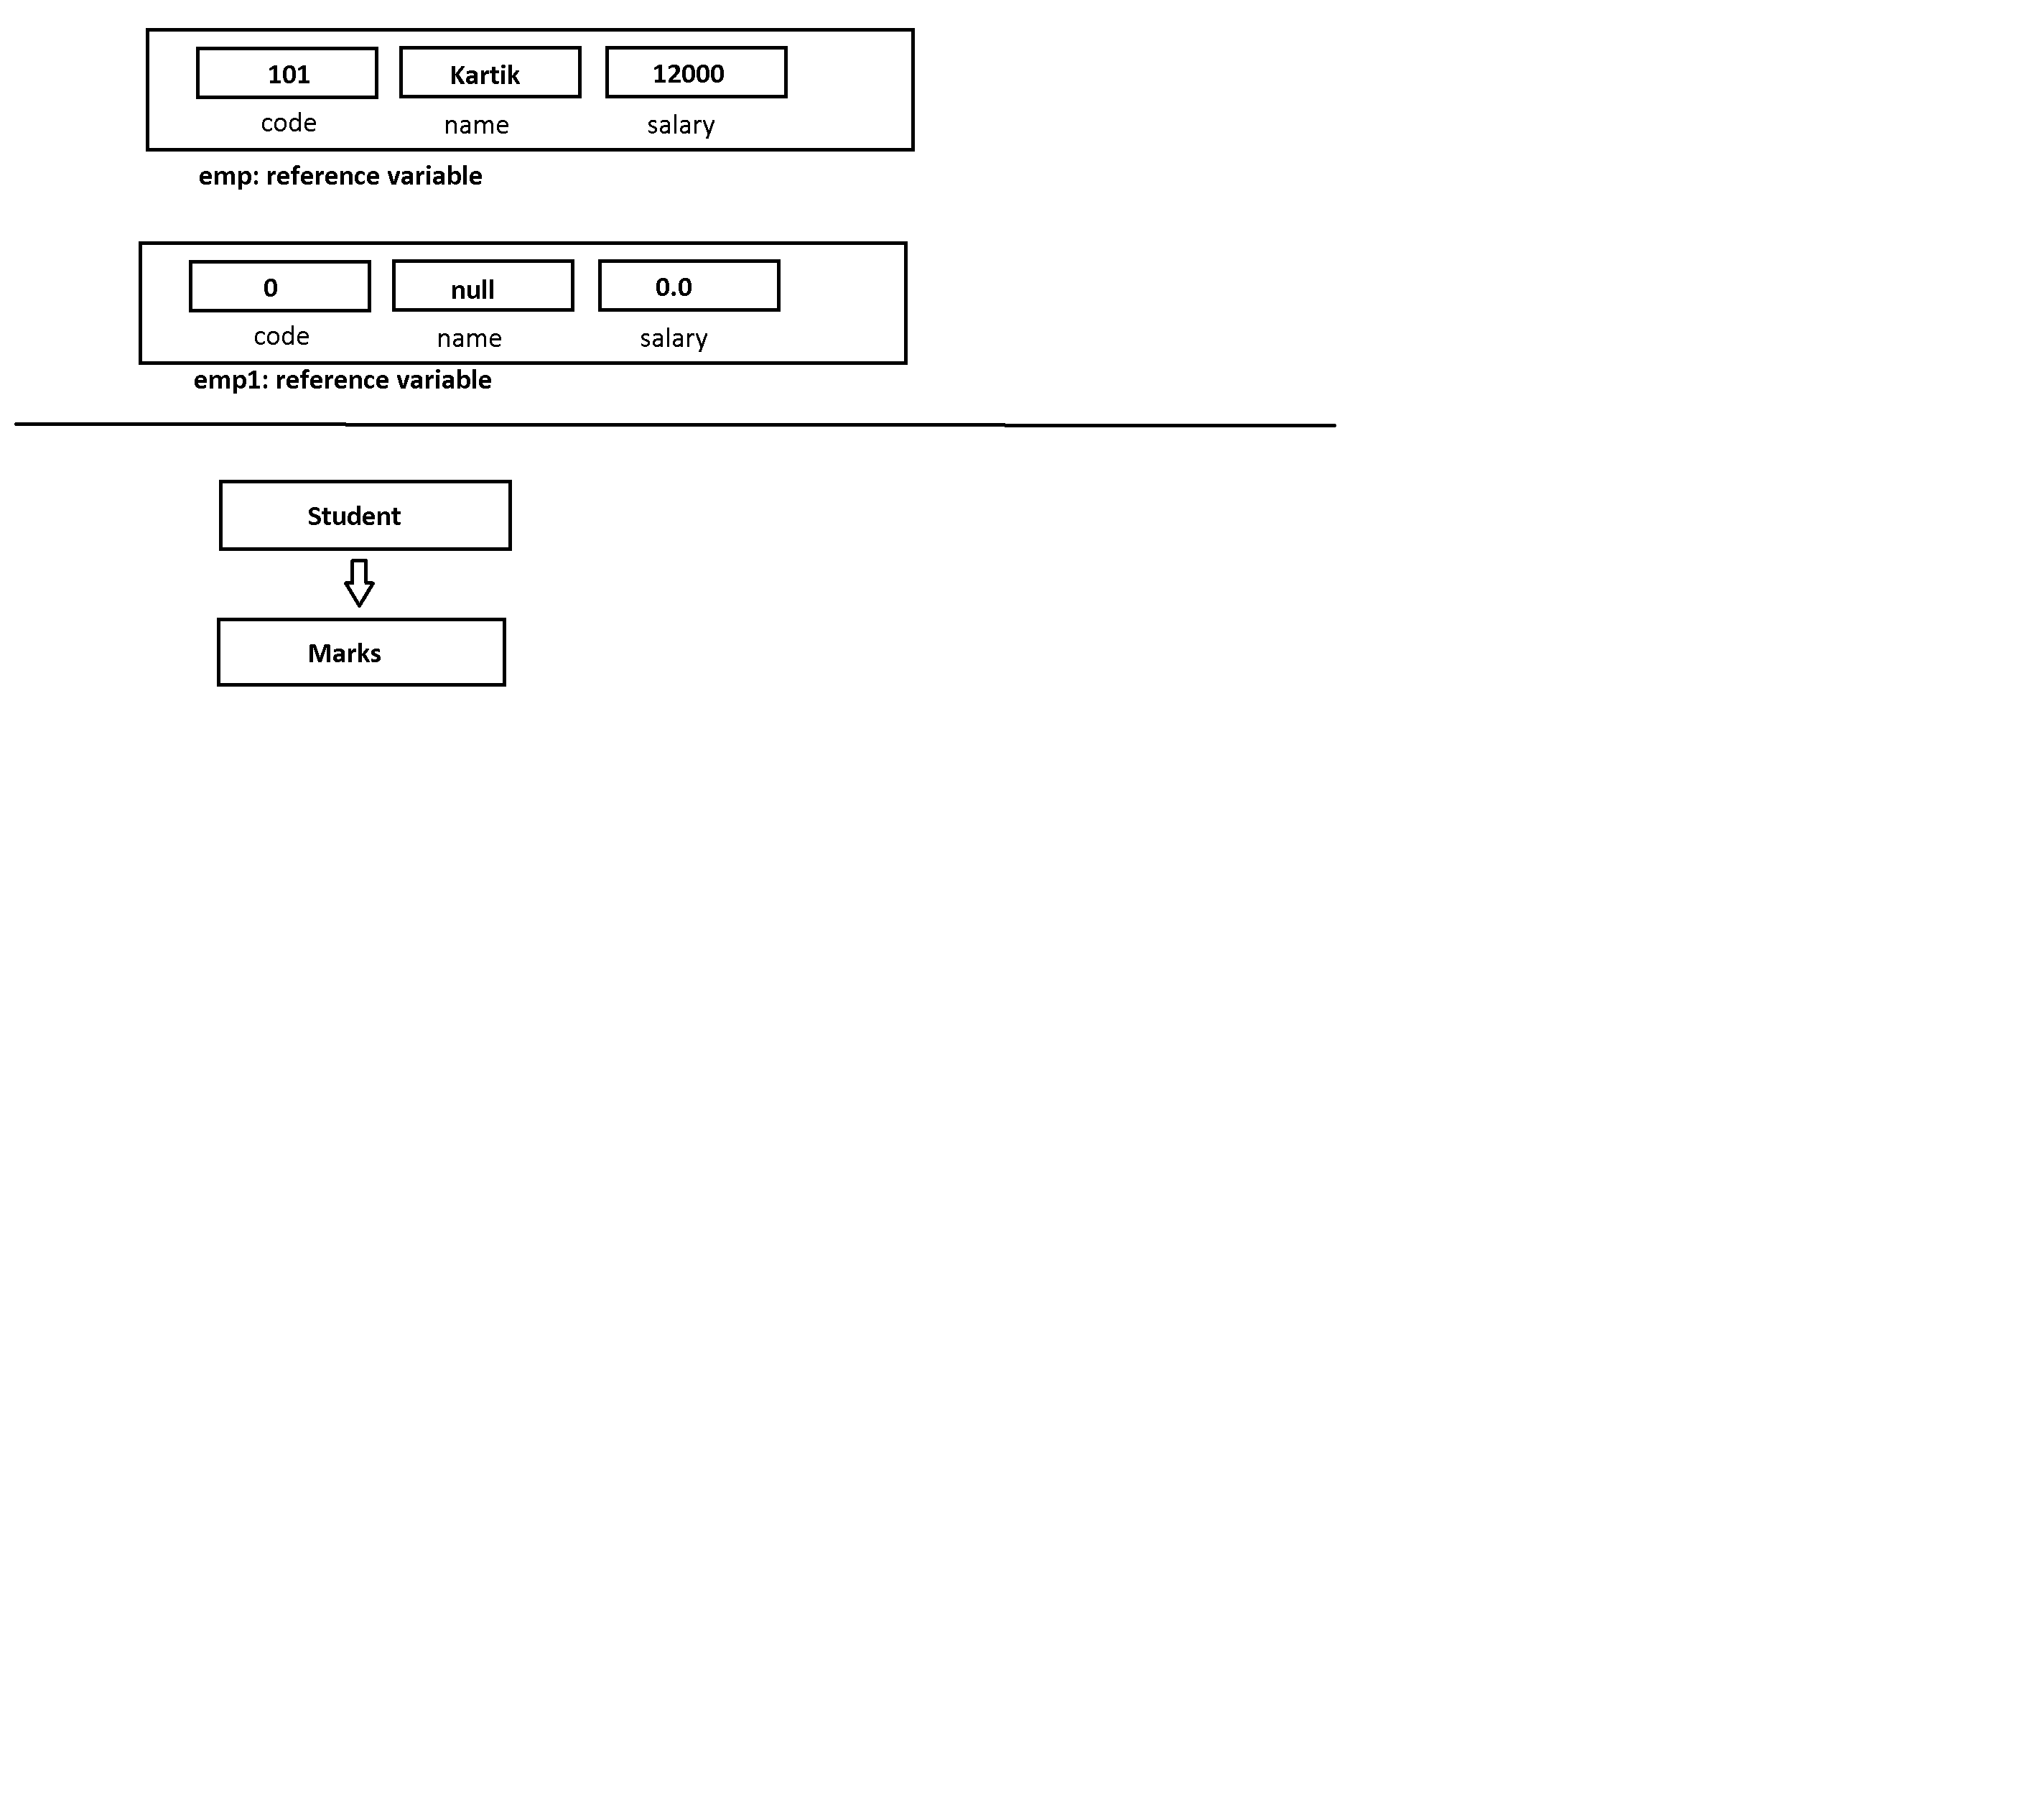 101 Kartik 12000
code name salary
emp: reference variable
0 null 0.0
code name salary
emp1: reference variable
Student
Marks